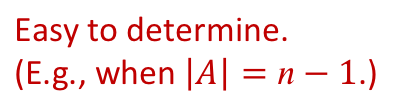 Easy to determine.
(E.g., when |A| = n − 1.)